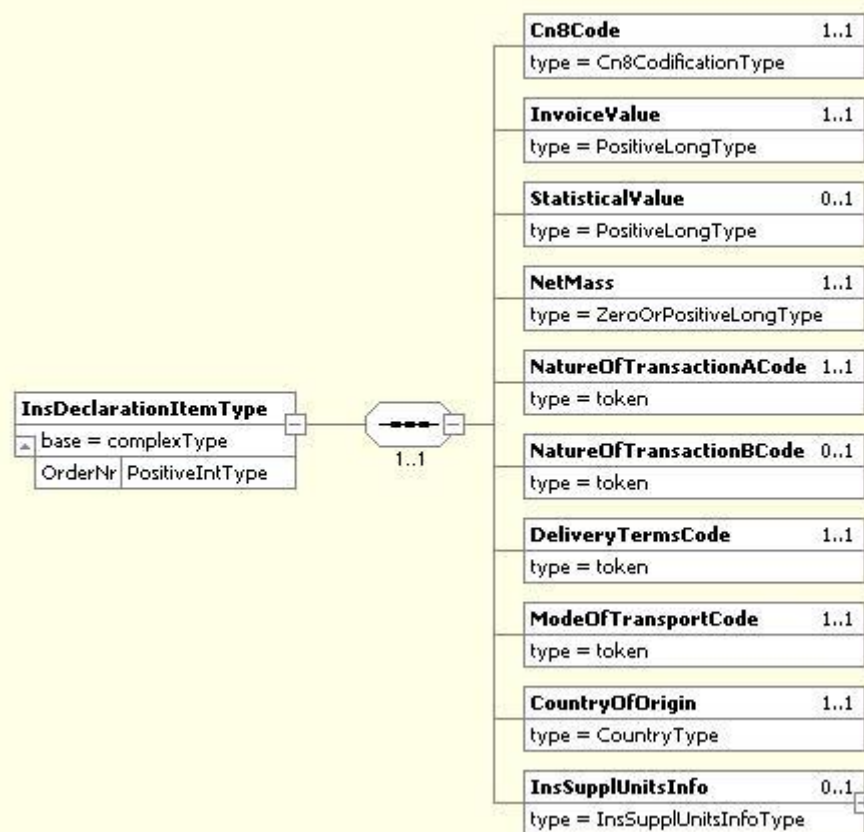 Cn8Code 1..1
type = Cn8CodificationType
InvoiceValue 1..1
type = PositiveLongType
StatisticalValue 0..1
type = PositiveLongType
NetMass 1..1
type = ZeroOrPositiveLongType
NatureOfTransactionACode 1..1
type = token
InsDeclarationItemType
base = complexType
OrderNr PositiveIntType
1..1
NatureOfTransactionBCode 0..1
type = token
DeliveryTermsCode 1..1
type = token
ModeOfTransportCode 1..1
type = token
CountryOfOrigin 1..1
type = CountryType
InsSupplUnitsInfo 0..1
type = InsSupplUnitsInfoType